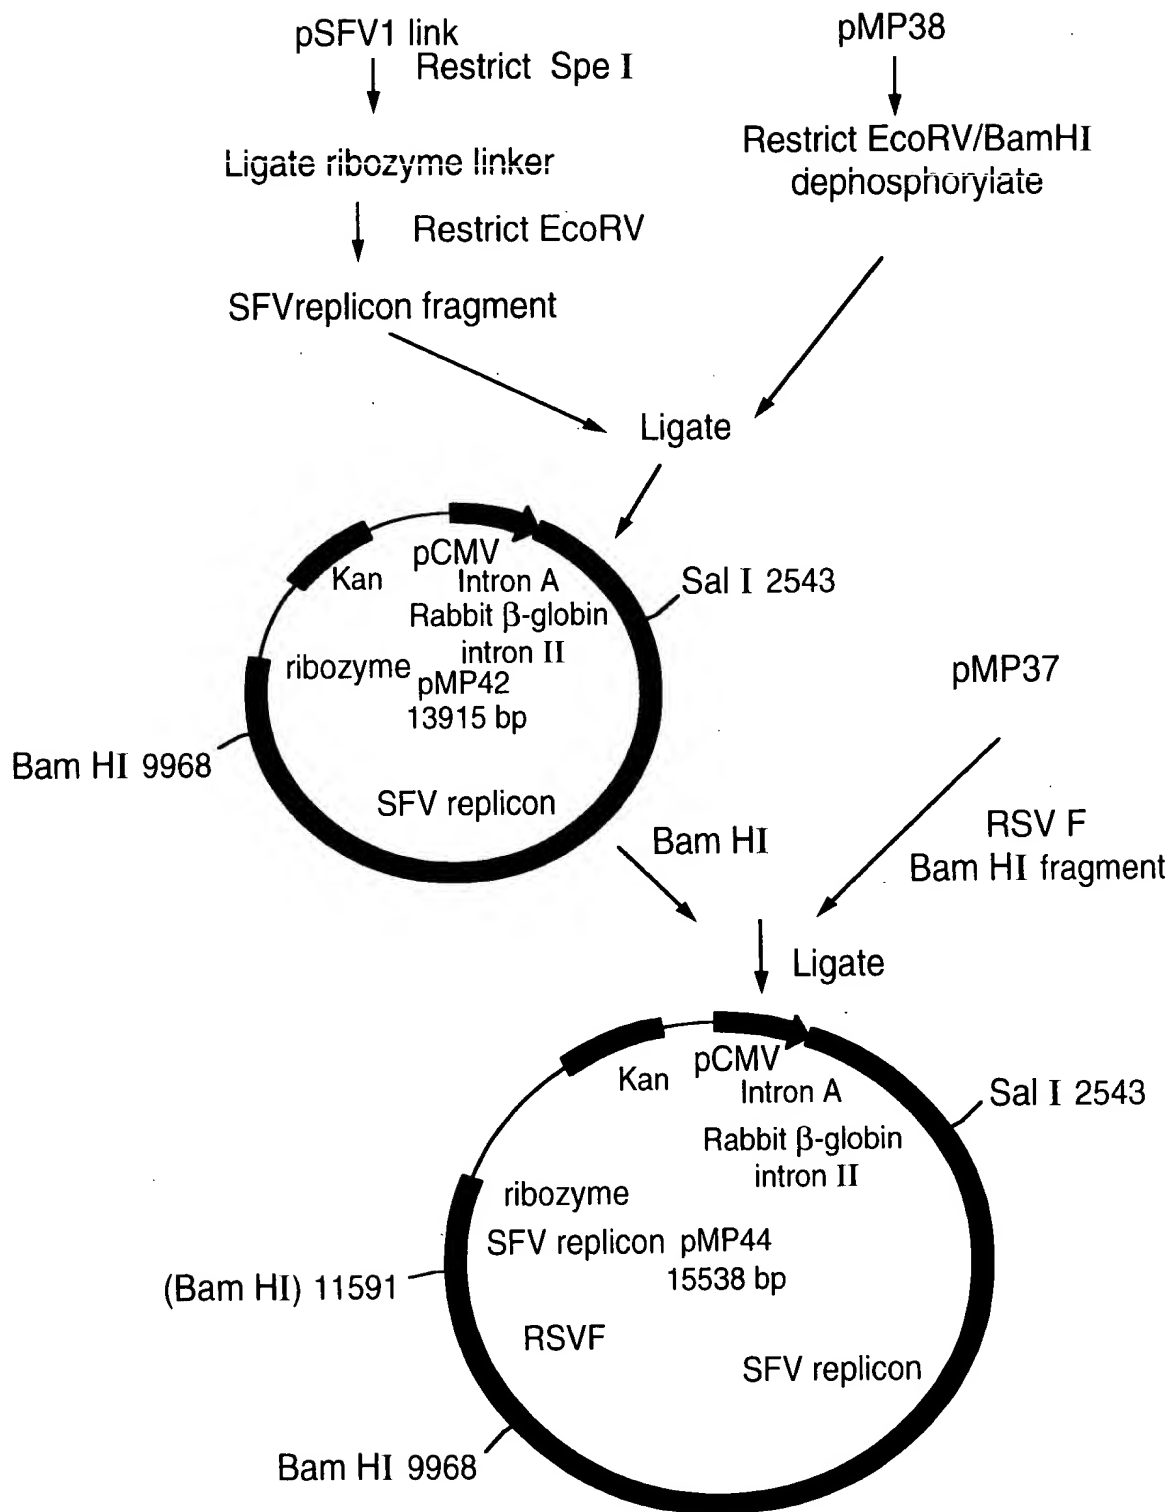 pSFV1 link
Restrict Spe I
Ligate ribozyme linker
Restrict EcoRV
SFVreplicon fragment
pMP38
Restrict EcoRV/BamHI
dephosphorylate
Ligate
pCMV
Kan
Intron A
Rabbit β-globin
intron II
ribozyme
pMP42
13915 bp
SFV replicon
Sal I 2543
Bam HI 9968
pMP37
Bam HI
RSV F
Bam HI fragment
Ligate
pCMV
Kan
Intron A
Rabbit β-globin
intron II
Sal I 2543
ribozyme
SFV replicon pMP44
15538 bp
(Bam HI) 11591
RSVF
SFV replicon
Bam HI 9968